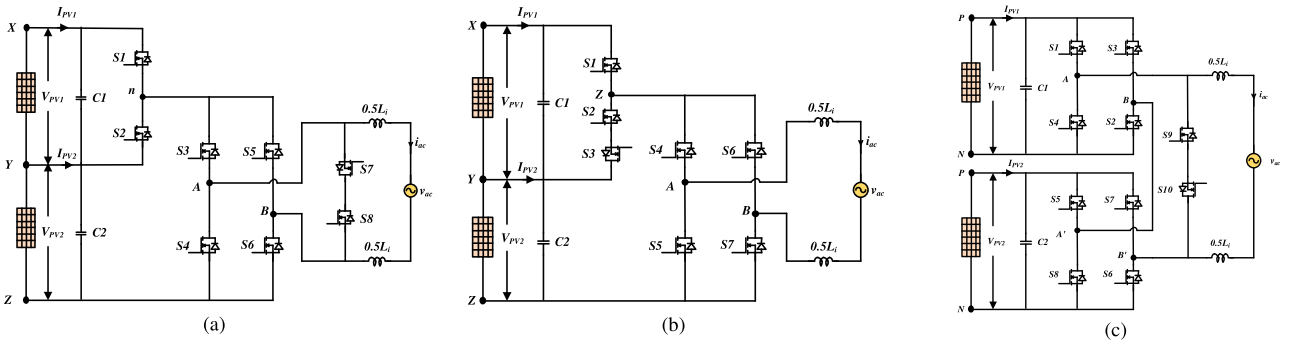 X
I_PV1
S1
V_PV1
C1
n
S2
Y
I_PV2
0.5L_i
S3
S5
S7
i_ac
A
v_ac
B
S8
V_PV2
C2
S4
S6
0.5L_i
Z
(a)
X
I_PV1
S1
V_PV1
C1
Z
S2
0.5L_i
S3
S4
S6
i_ac
Y
I_PV2
A
v_ac
B
V_PV2
C2
S5
S7
0.5L_i
Z
(b)
P
I_PV1
S1
S3
0.5L_i
A
V_PV1
C1
B
i_ac
S4
S2
S9
N
I_PV2
v_ac
P
S10
S5
S7
V_PV2
C2
A'
0.5L_i
B'
S8
S6
N
(c)